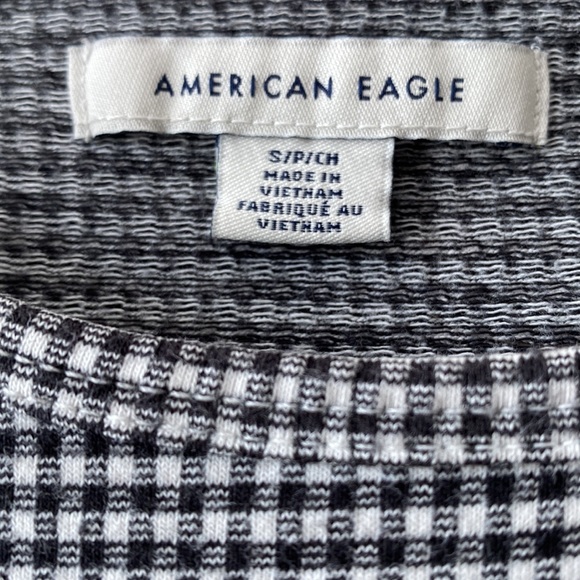 AMERICAN EAGLE
S/P/CH
MADE IN
VIETNAM
FABRIQUÉ AU
VIETNAM